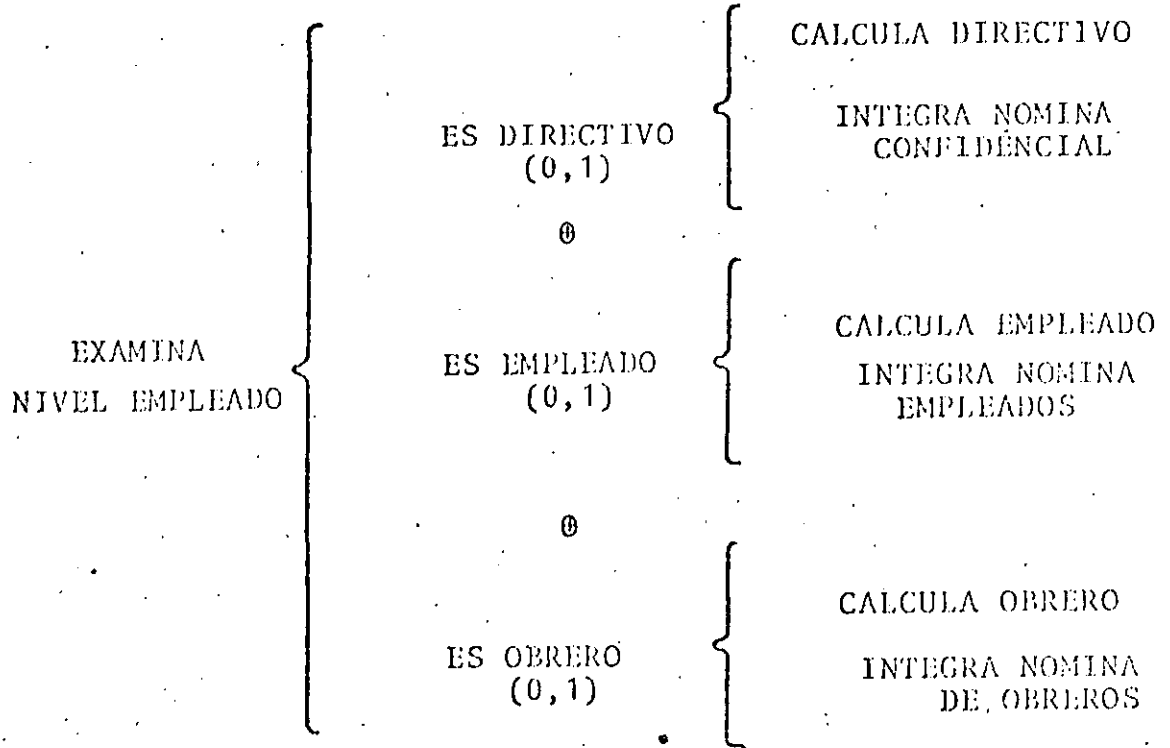 CALCULA DIRECTIVO
ES DIRECTIVO
(0,1)
INTEGRA NOMINA
CONFIDENCIAL
⊕
EXAMINA
NIVEL EMPLEADO
ES EMPLEADO
(0,1)
CALCULA EMPLEADO
INTEGRA NOMINA
EMPLEADOS
⊕
ES OBRERO
(0,1)
CALCULA OBRERO
INTEGRA NOMINA
DE OBREROS